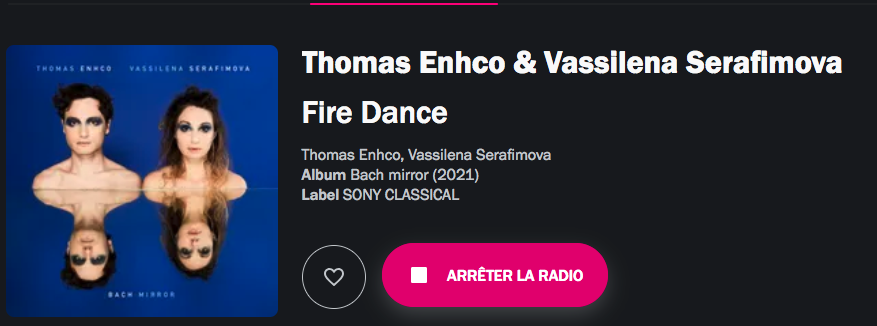 THOMAS ENHCO VASSILENA SERAFIMOVA
BACH MIRROR
Thomas Enhco & Vassilena Serafimova
Fire Dance
Thomas Enhco, Vassilena Serafimova
Album Bach mirror (2021)
Label SONY CLASSICAL
ARRÊTER LA RADIO